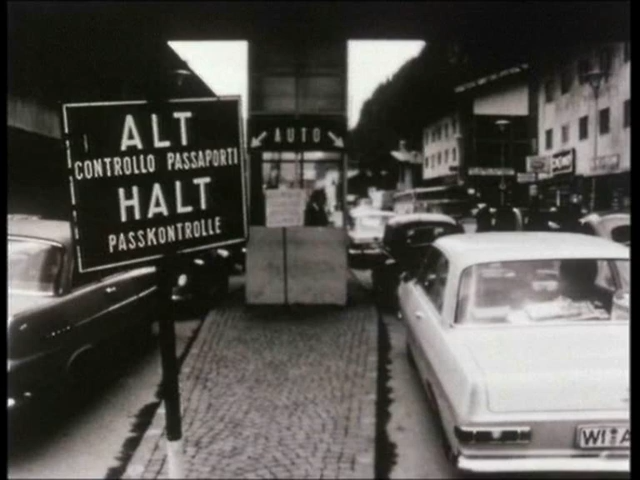 ALT
CONTROLLO PASSAPORTI
HALT
PASSKONTROLLE
AUTO
WI